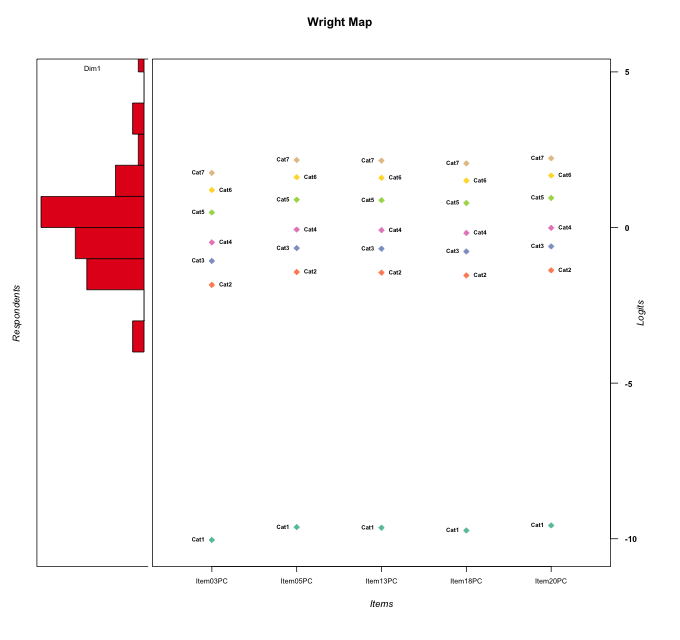 Wright Map
Dim1
5
Cat7 Cat7 Cat7 Cat7 Cat7
Cat6 Cat6 Cat6 Cat6 Cat6
Cat5 Cat5 Cat5 Cat5 Cat5
0
Cat4 Cat4 Cat4 Cat4 Cat4
Cat3 Cat3 Cat3 Cat3 Cat3
Cat2 Cat2 Cat2 Cat2 Cat2
Respondents
Logits
-5
Cat1 Cat1 Cat1 Cat1 Cat1
-10
Item03PC Item05PC Item13PC Item18PC Item20PC
Items